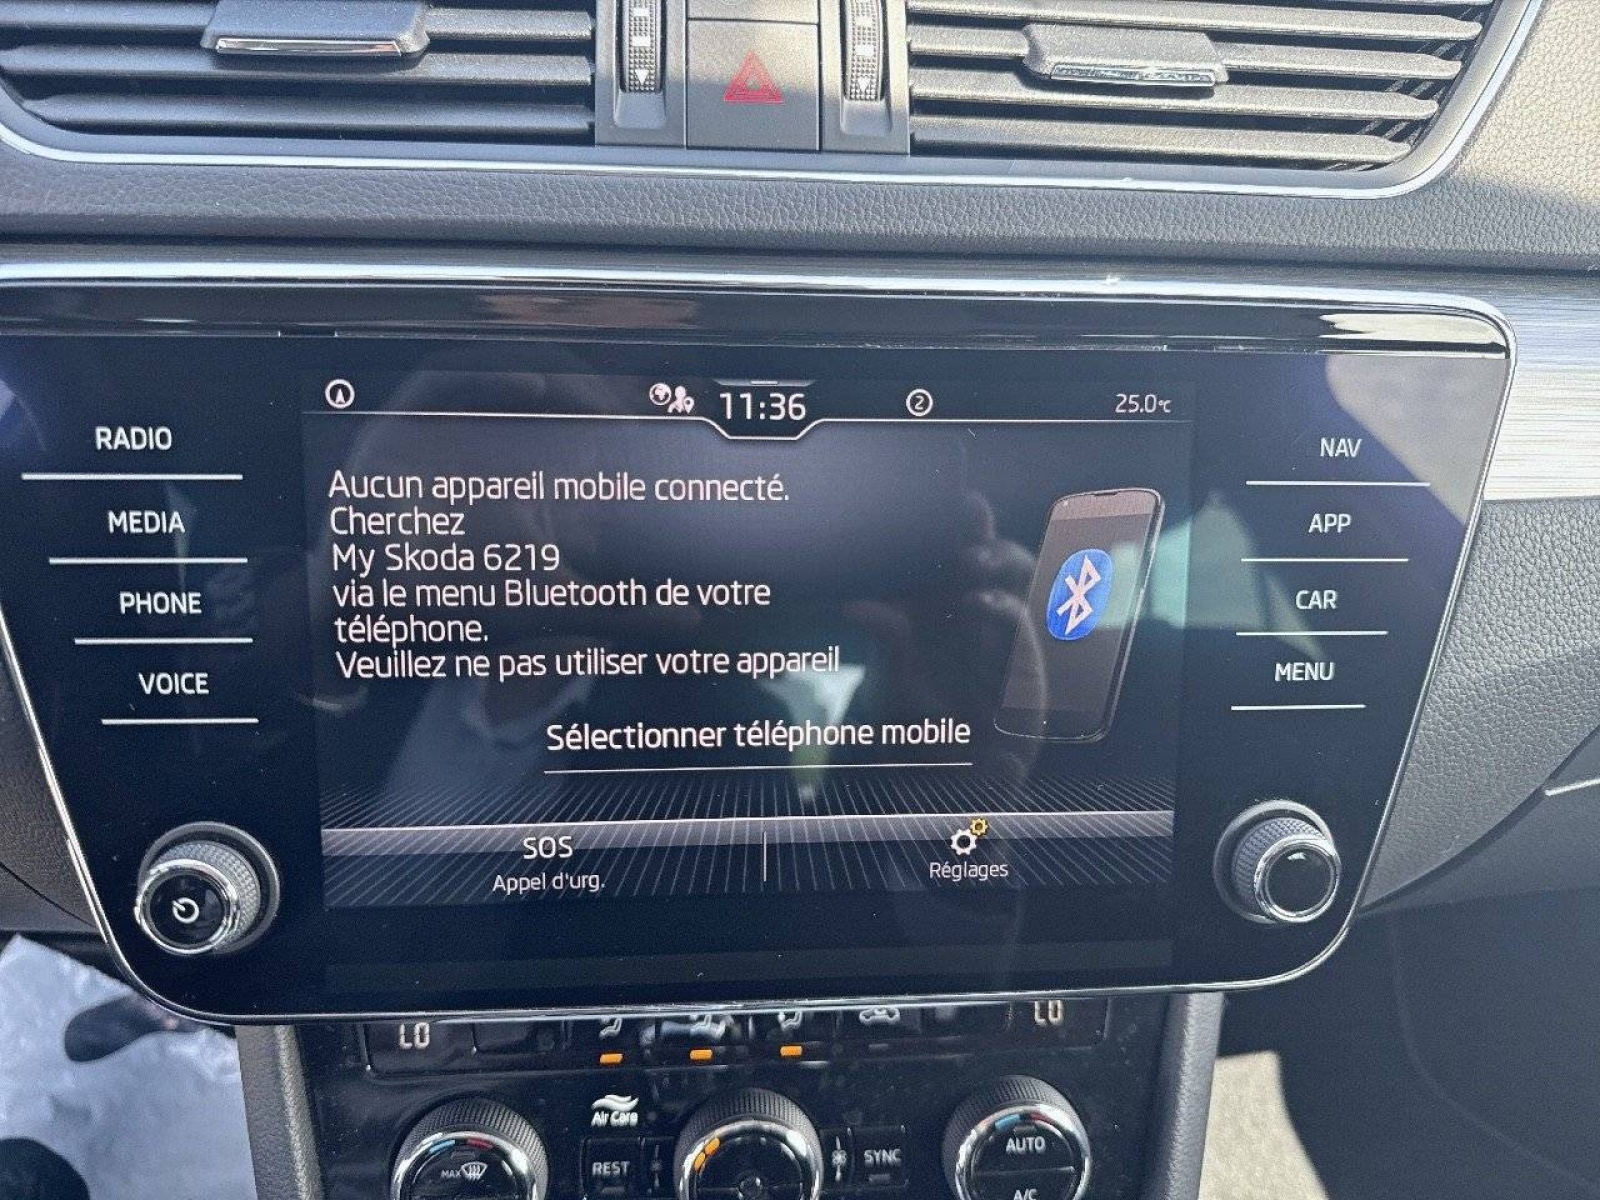 11:36
2
25.0°C
RADIO
MEDIA
PHONE
VOICE
Aucun appareil mobile connecté.
Cherchez
My Skoda 6219
via le menu Bluetooth de votre
téléphone.
Veuillez ne pas utiliser votre appareil
Sélectionner téléphone mobile
SOS
Appel d'urg.
Réglages
NAV
APP
CAR
MENU
LO
LO
Air Care
MAX
REST
SYNC
AUTO
A/C